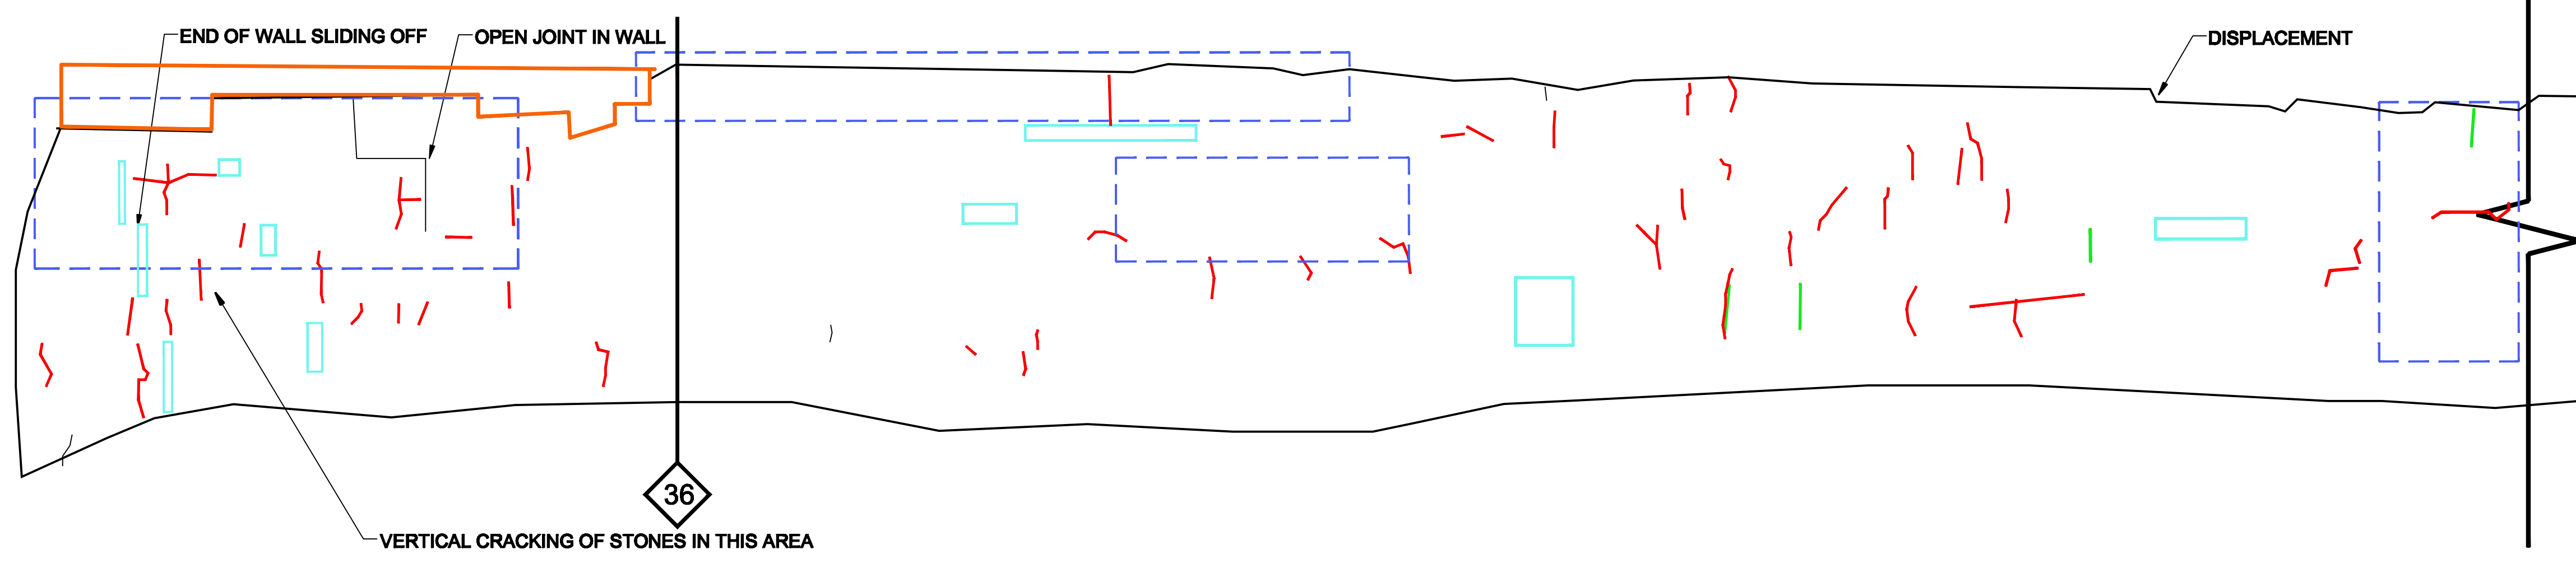 END OF WALL SLIDING OFF
OPEN JOINT IN WALL
DISPLACEMENT
36
VERTICAL CRACKING OF STONES IN THIS AREA